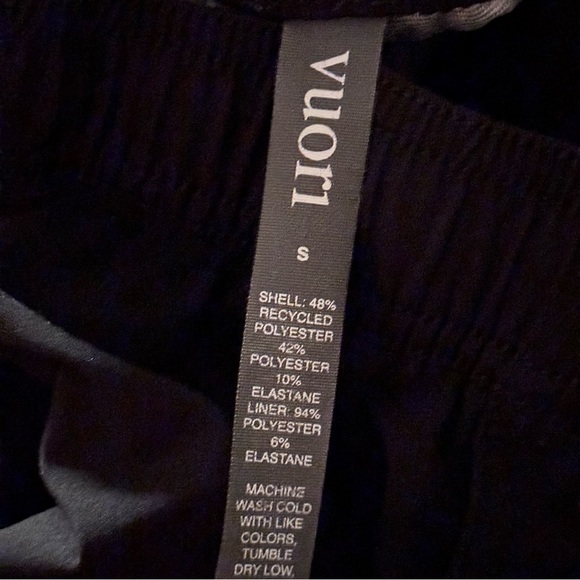 vuori
S
SHELL: 48%
RECYCLED
POLYESTER
42%
POLYESTER
10%
ELASTANE
LINER: 94%
POLYESTER
6%
ELASTANE
MACHINE
WASH COLD
WITH LIKE
COLORS,
TUMBLE
DRY LOW,